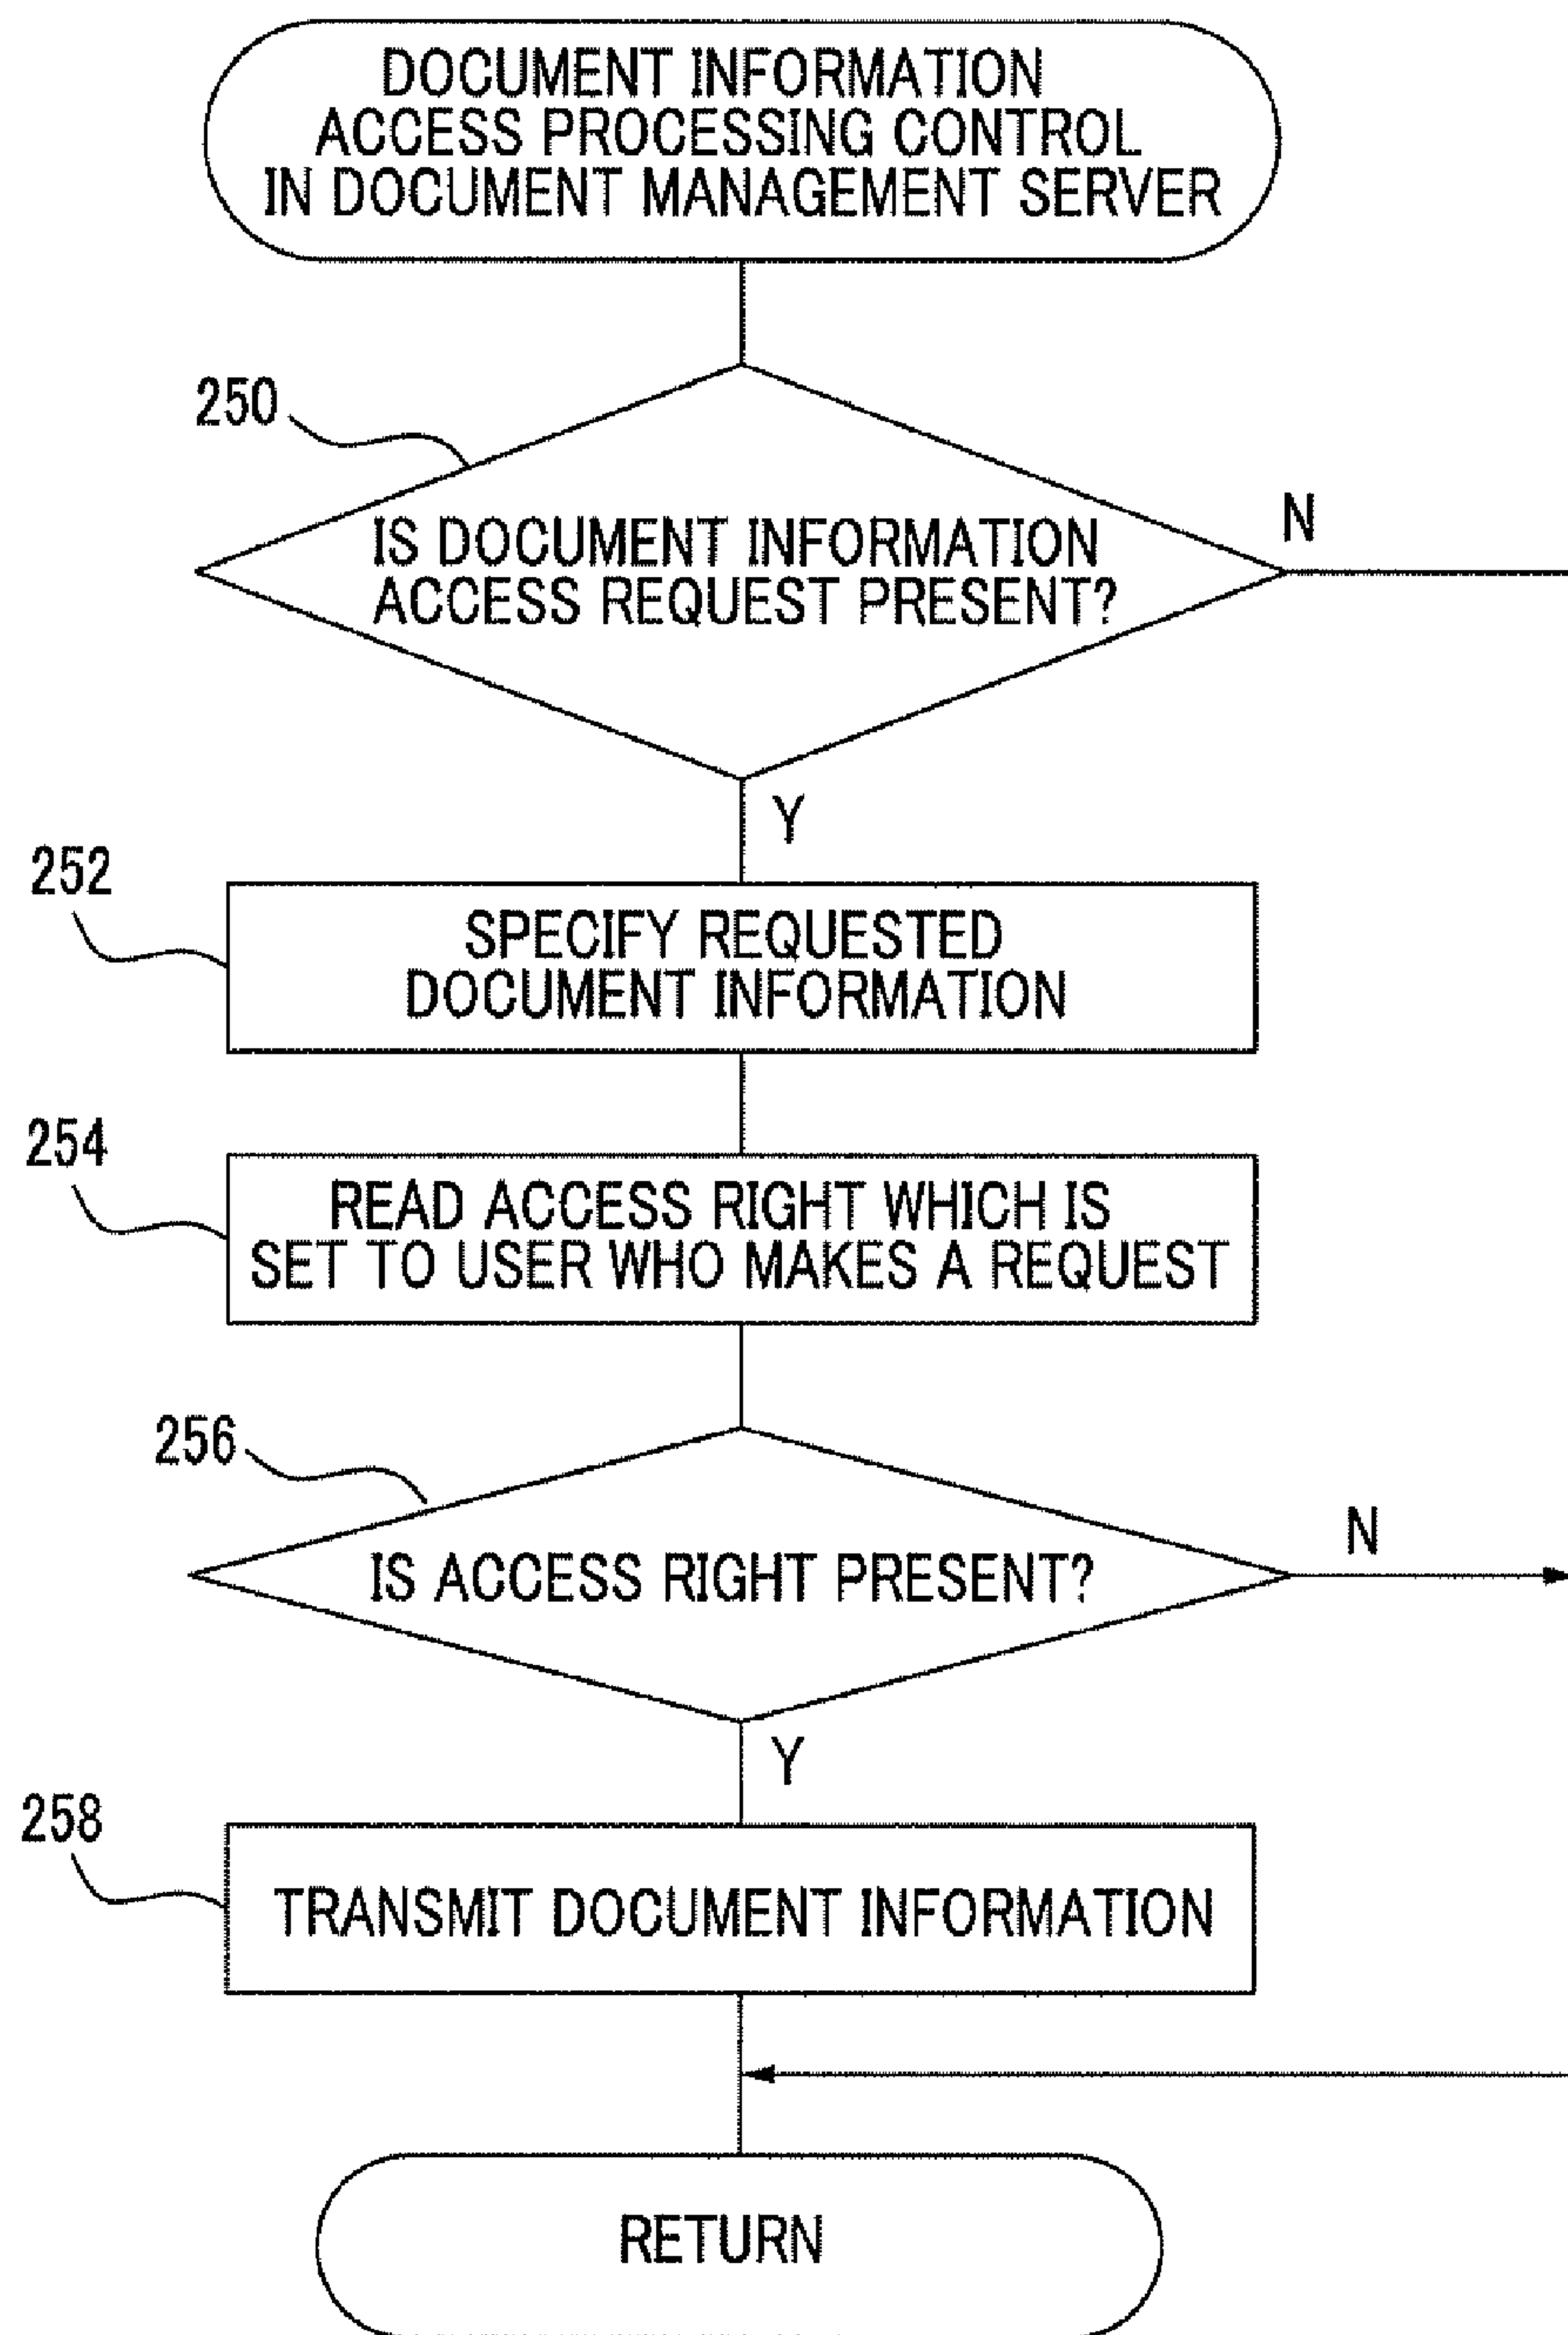 DOCUMENT INFORMATION
ACCESS PROCESSING CONTROL
IN DOCUMENT MANAGEMENT SERVER
250
N
IS DOCUMENT INFORMATION
ACCESS REQUEST PRESENT?
Y
252
SPECIFY REQUESTED
DOCUMENT INFORMATION
254
READ ACCESS RIGHT WHICH IS
SET TO USER WHO MAKES A REQUEST
256
N
IS ACCESS RIGHT PRESENT?
Y
258
TRANSMIT DOCUMENT INFORMATION
RETURN